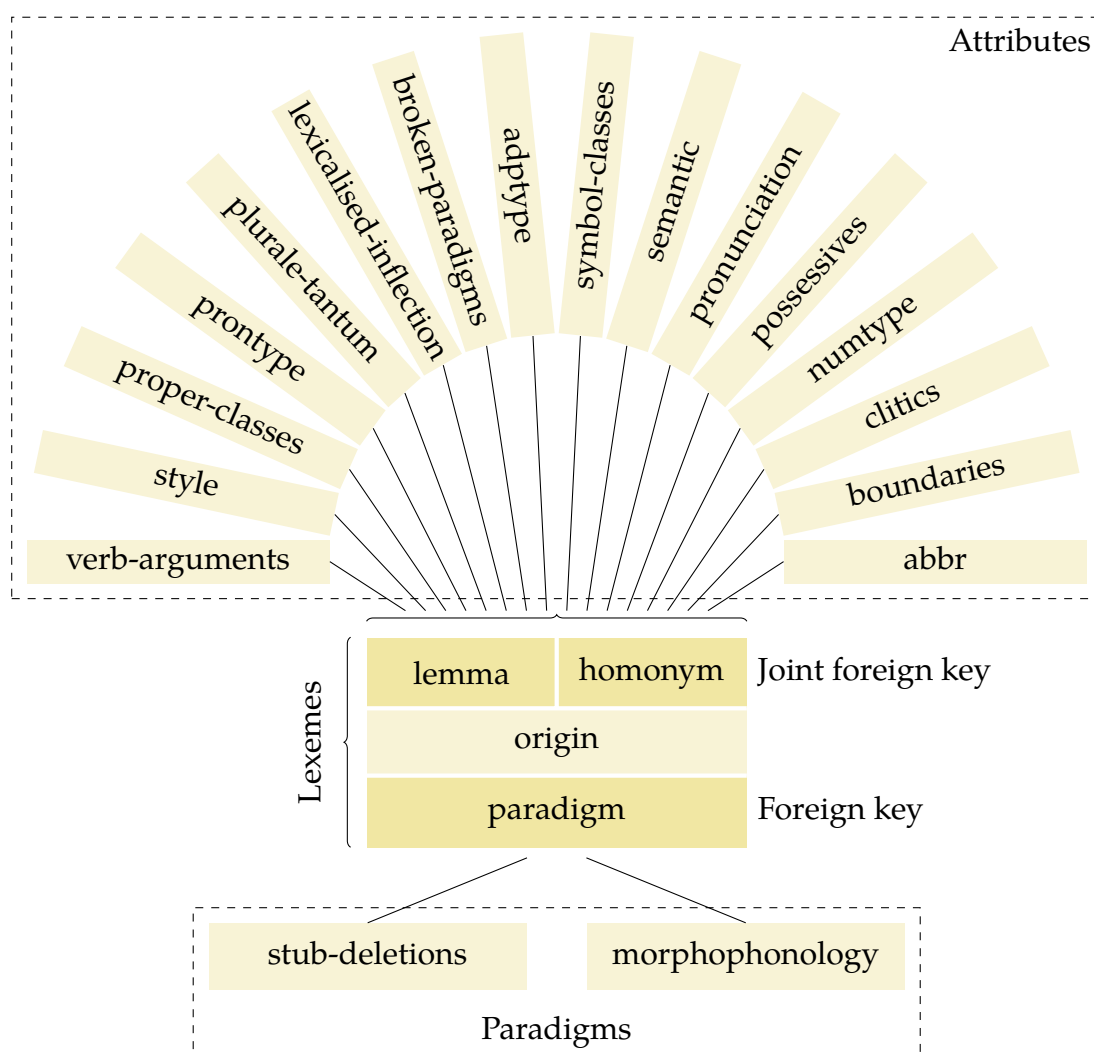 Attributes
verb-arguments
style
proper-classes
prontype
plurale-tantum
lexicalised-inflection
broken-paradigms
adptype
symbol-classes
semantic
pronunciation
possessives
numtype
clitics
boundaries
abbr
Lexemes
lemma
homonym
Joint foreign key
origin
paradigm
Foreign key
stub-deletions
morphophonology
Paradigms